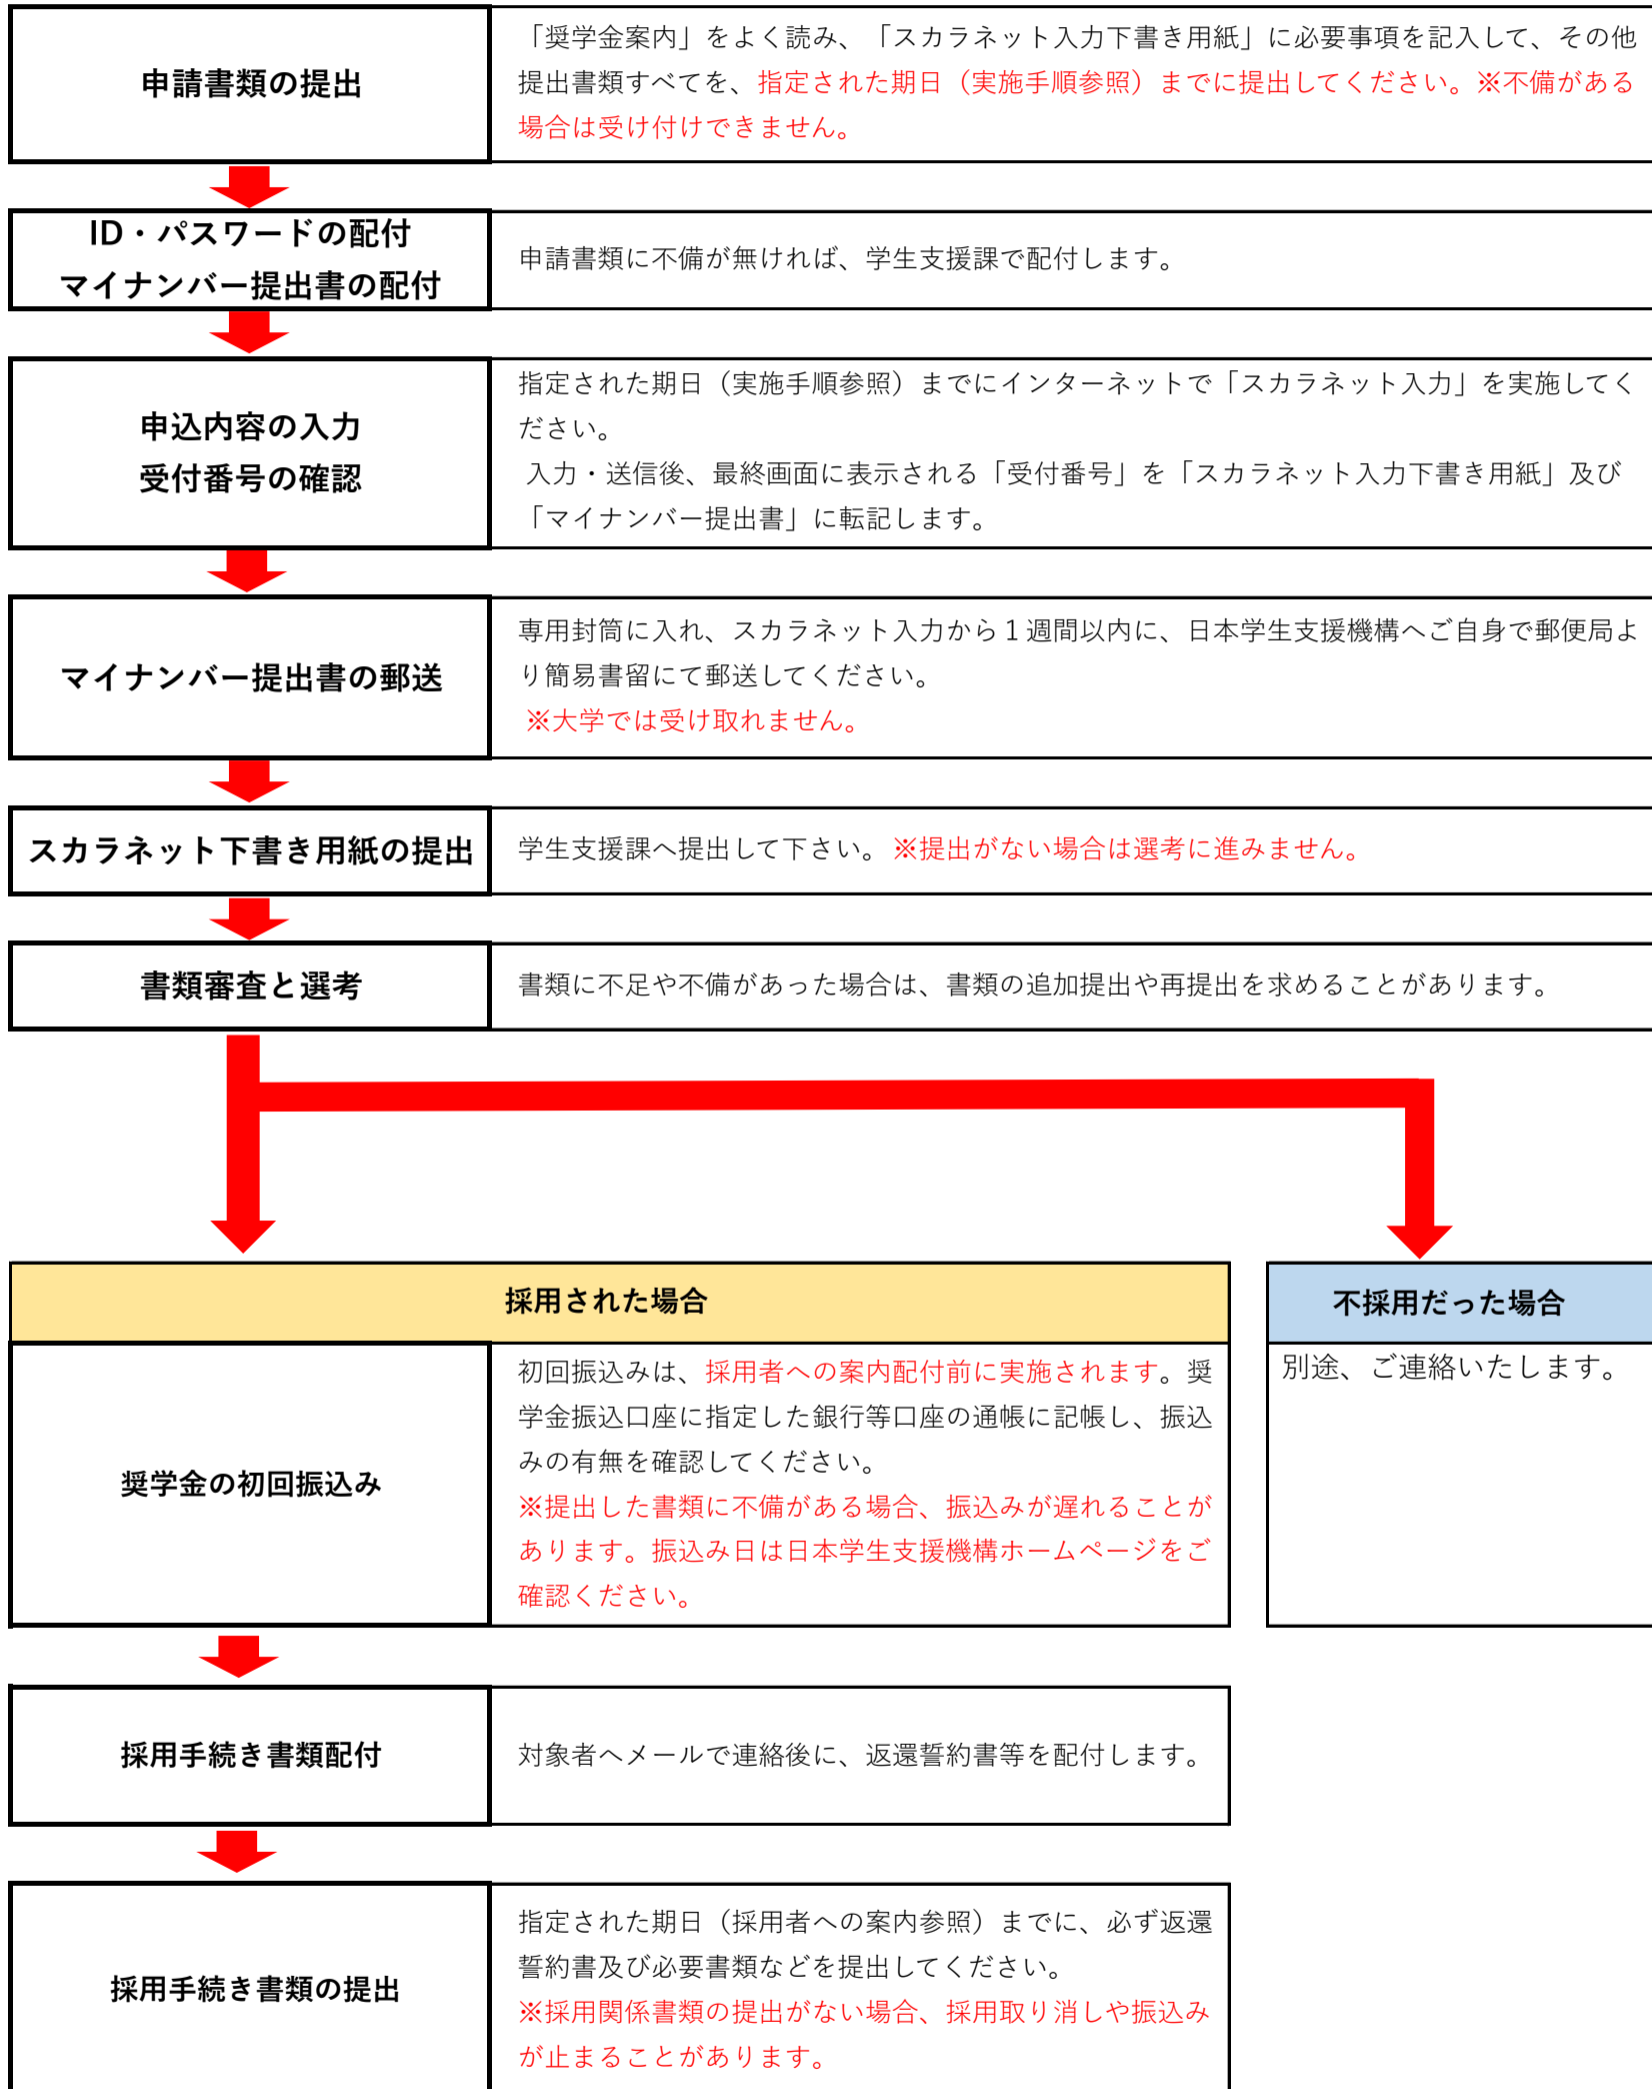 申請書類の提出
「奨学金案内」をよく読み、「スカラネット入力下書き用紙」に必要事項を記入して、その他
提出書類すべてを、指定された期日（実施手順参照）までに提出してください。※不備がある
場合は受け付けできません。
ID・パスワードの配付
マイナンバー提出書の配付
申請書類に不備が無ければ、学生支援課で配付します。
申込内容の入力
受付番号の確認
指定された期日（実施手順参照）までにインターネットで「スカラネット入力」を実施してく
ださい。
入力・送信後、最終画面に表示される「受付番号」を「スカラネット入力下書き用紙」及び
「マイナンバー提出書」に転記します。
マイナンバー提出書の郵送
専用封筒に入れ、スカラネット入力から１週間以内に、日本学生支援機構へご自身で郵便局よ
り簡易書留にて郵送してください。
※大学では受け取れません。
スカラネット下書き用紙の提出
学生支援課へ提出して下さい。※提出がない場合は選考に進みません。
書類審査と選考
書類に不足や不備があった場合は、書類の追加提出や再提出を求めることがあります。
採用された場合
奨学金の初回振込み
初回振込みは、採用者への案内配付前に実施されます。奨
学金振込口座に指定した銀行等口座の通帳に記帳し、振込
みの有無を確認してください。
※提出した書類に不備がある場合、振込みが遅れることが
あります。振込み日は日本学生支援機構ホームページをご
確認ください。
不採用だった場合
別途、ご連絡いたします。
採用手続き書類配付
対象者へメールで連絡後に、返還誓約書等を配付します。
採用手続き書類の提出
指定された期日（採用者への案内参照）までに、必ず返還
誓約書及び必要書類などを提出してください。
※採用関係書類の提出がない場合、採用取り消しや振込み
が止まることがあります。